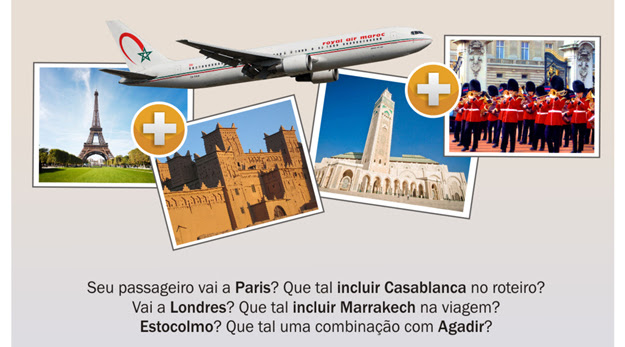 royal air maroc
Seu passageiro vai a Paris? Que tal incluir Casablanca no roteiro?
Vai a Londres? Que tal incluir Marrakech na viagem?
Estocolmo? Que tal uma combinação com Agadir?